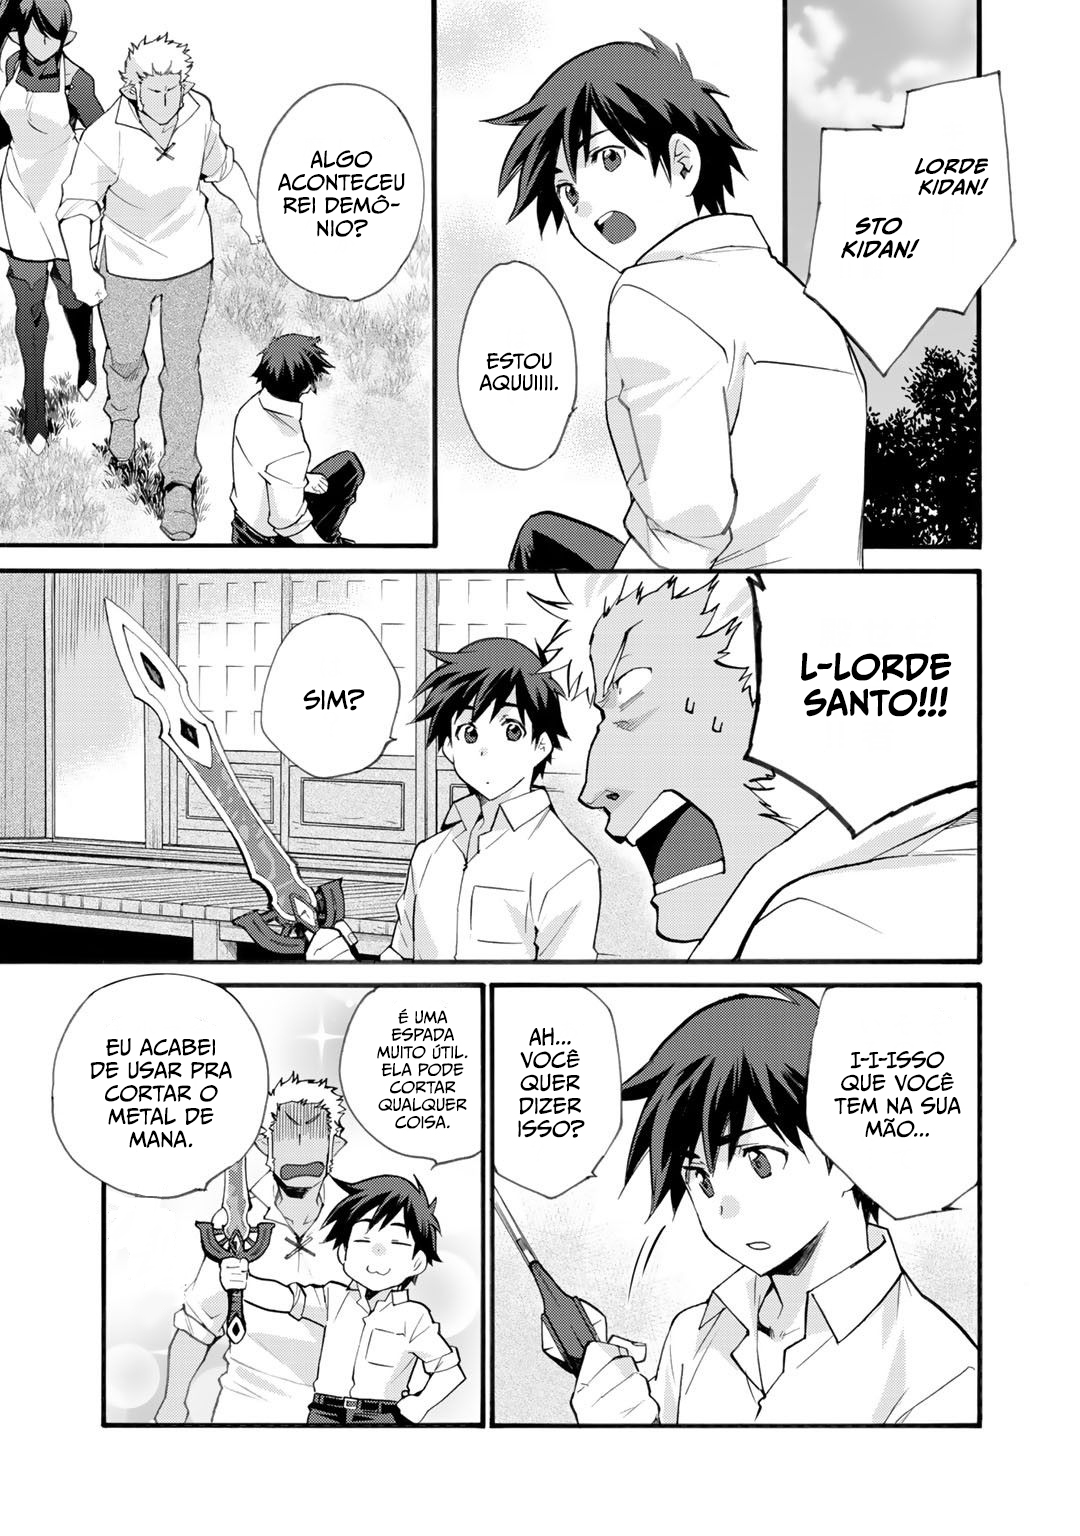 LORDE
KIDAN!
STO
KIDAN!
ESTOU
AQUUIIII.
ALGO
ACONTECEU
REI DEMÔ-
NIO?
L-LORDE
SANTO!!!
SIM?
I-I-ISSO
QUE VOCÊ
TEM NA SUA
MÃO...
AH...
VOCÊ
QUER
DIZER
ISSO?
É UMA
ESPADA
MUITO ÚTIL.
ELA PODE
CORTAR
QUALQUER
COISA.
EU ACABEI
DE USAR PRA
CORTAR O
METAL DE
MANA.